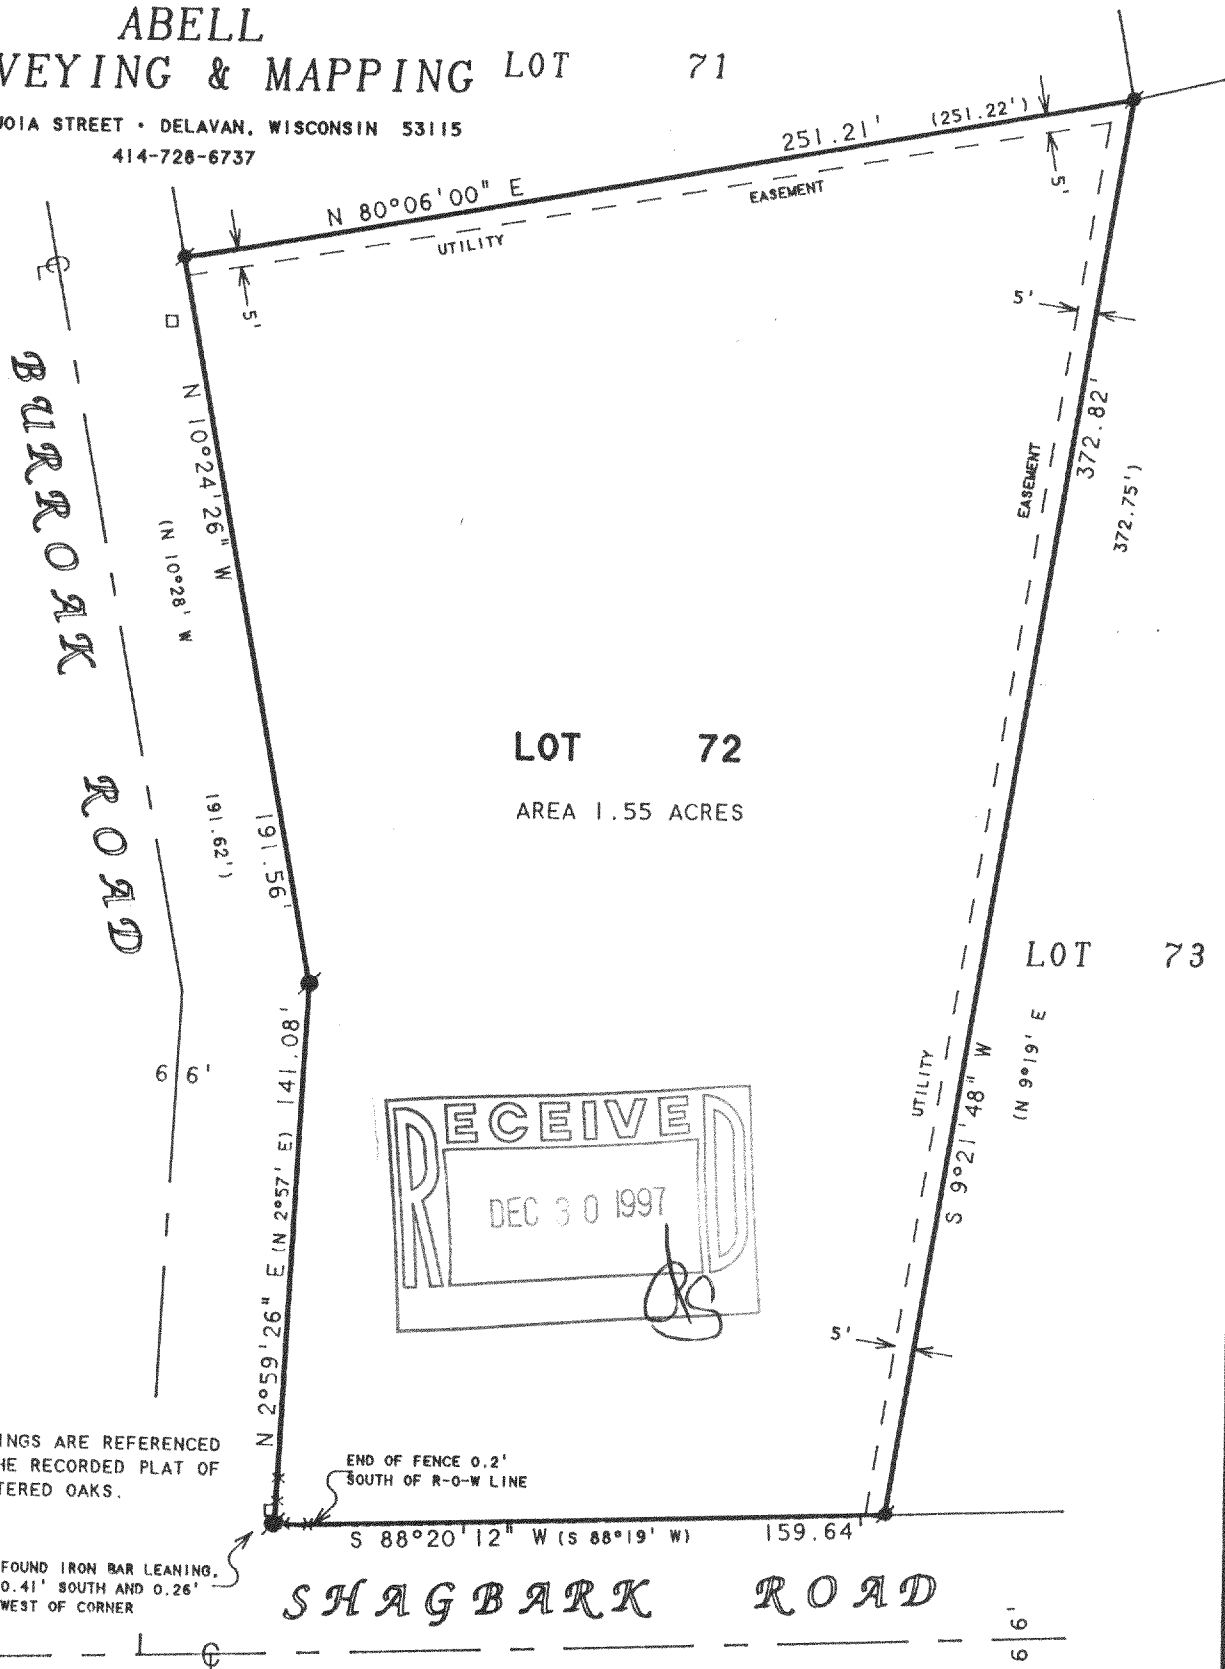 ABELL
VEYING & MAPPING
STREET • DELAVAN, WISCONSIN 53115
414-728-6737
LOT 71
N 80°06'00" E 251.21' (251.22')
UTILITY EASEMENT
5'
5'
5'
℄
BURROAK ROAD
N 10°24'26" W 191.56'
(N 10°28' W 191.62')
EASEMENT
372.82'
372.75')
LOT 72
AREA 1.55 ACRES
LOT 73
UTILITY
S 9°21'48" W
(N 9°19' E
66'
N 2°59'26" E (N 2°57' E) 141.08'
RECEIVED
DEC 30 1997
5'
INGS ARE REFERENCED
HE RECORDED PLAT OF
TERED OAKS.
END OF FENCE 0.2'
SOUTH OF R-O-W LINE
S 88°20'12" W (S 88°19' W) 159.64'
FOUND IRON BAR LEANING,
0.41' SOUTH AND 0.26'
WEST OF CORNER
SHAGBARK ROAD
66'
℄